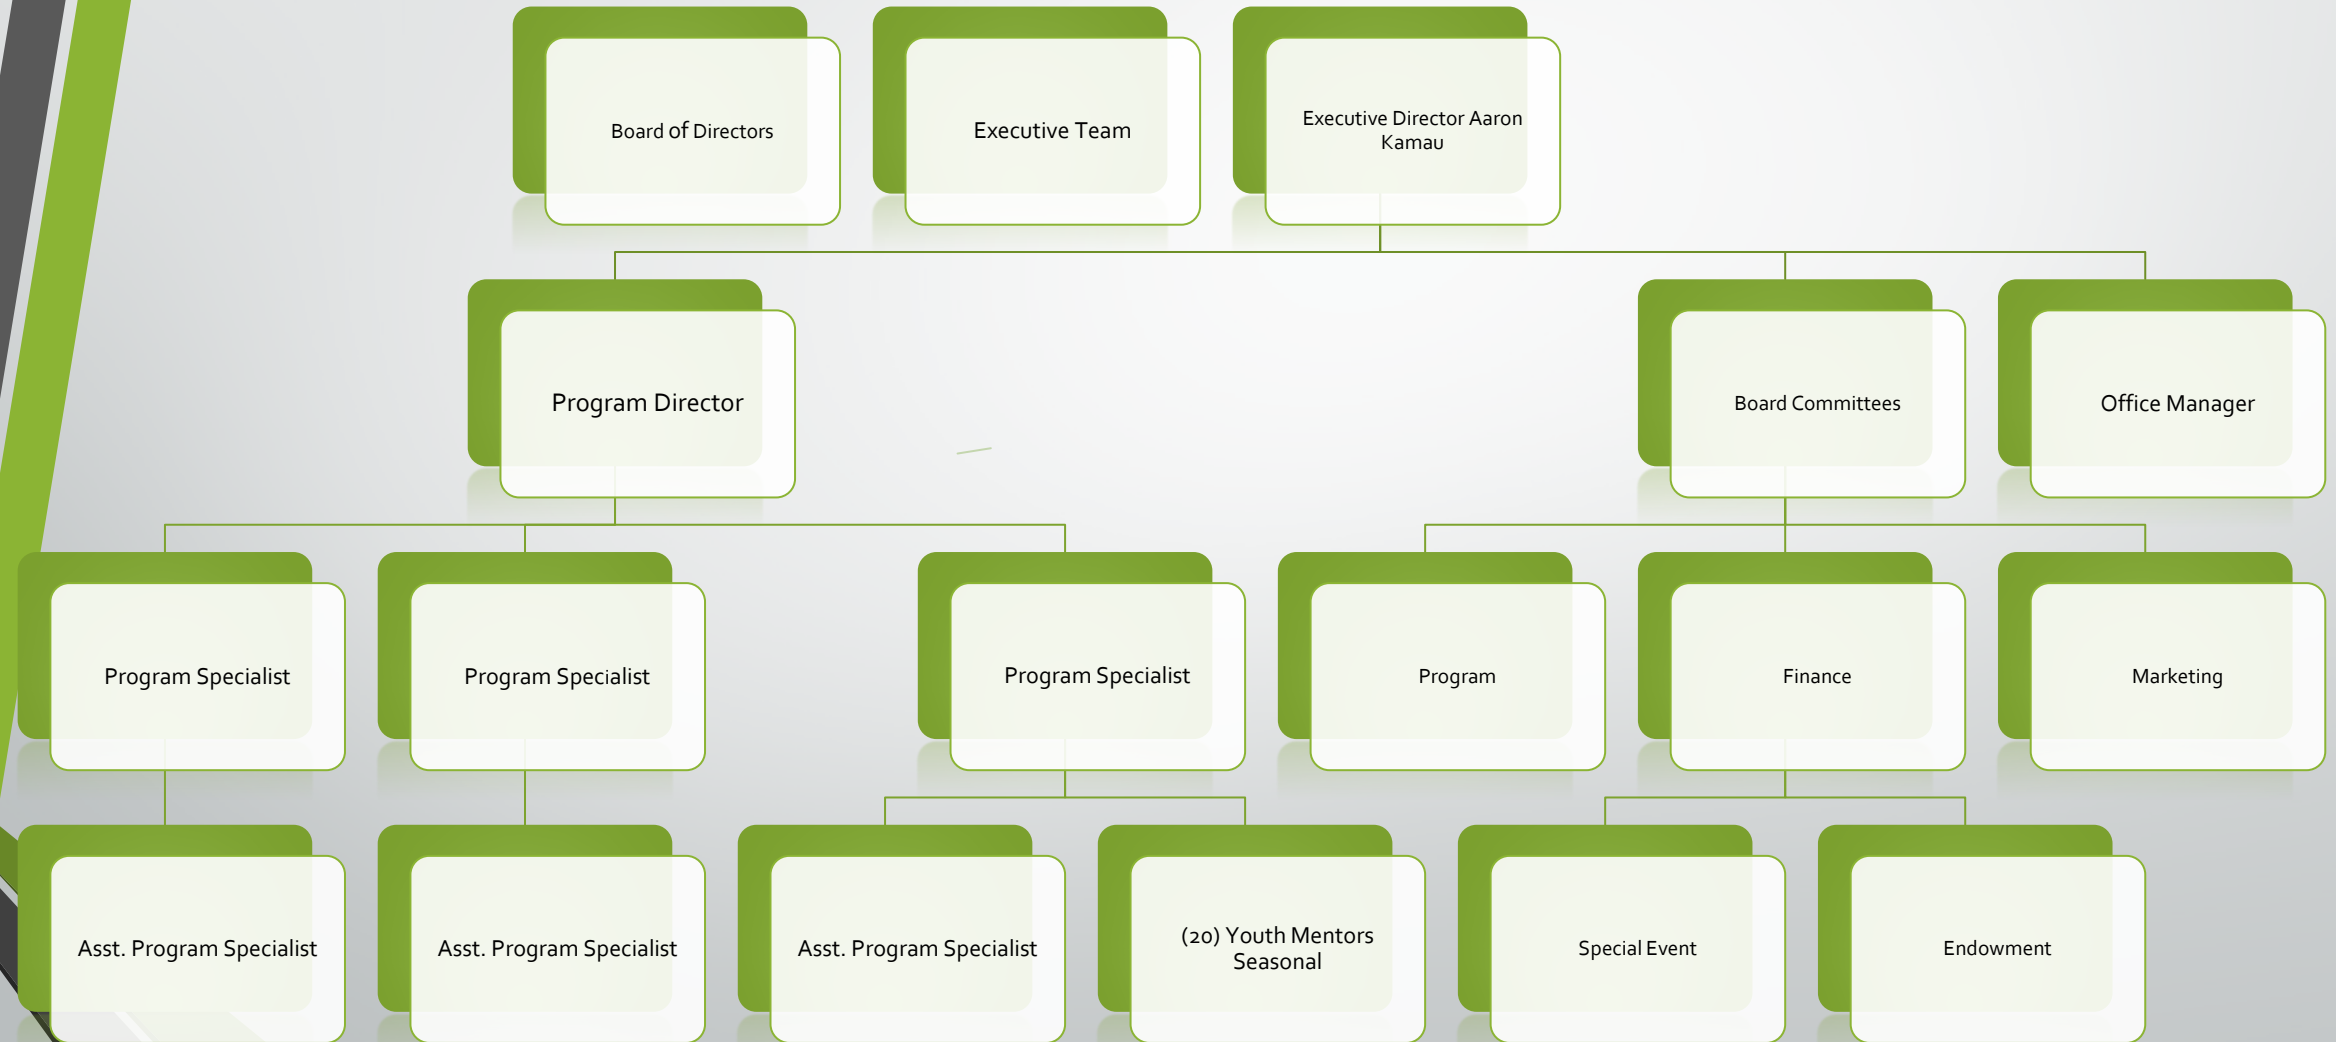 Board of Directors
Executive Team
Executive Director Aaron
Kamau
Program Director
Board Committees
Office Manager
Program Specialist
Program Specialist
Program Specialist
Program
Finance
Marketing
Asst. Program Specialist
Asst. Program Specialist
Asst. Program Specialist
(20) Youth Mentors
Seasonal
Special Event
Endowment